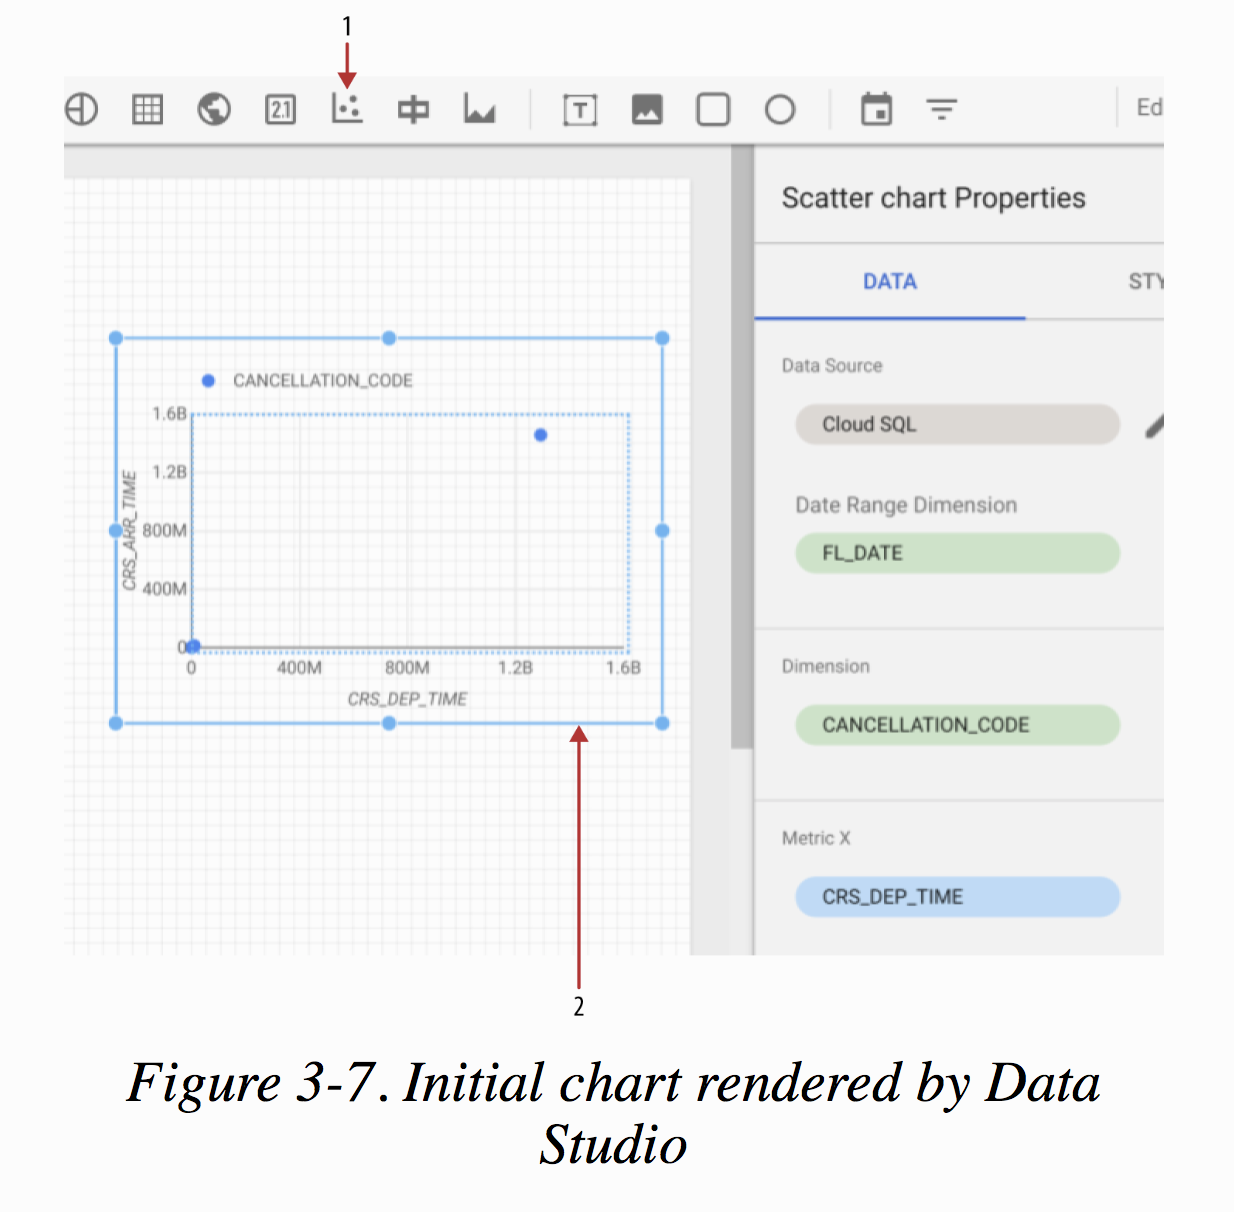 1
2.1
T
Ed
Scatter chart Properties
DATA
STY
Data Source
Cloud SQL
Date Range Dimension
FL_DATE
Dimension
CANCELLATION_CODE
Metric X
CRS_DEP_TIME
CANCELLATION_CODE
1.6B
1.2B
800M
400M
0
CRS_ARR_TIME
0 400M 800M 1.2B 1.6B
CRS_DEP_TIME
2
Figure 3-7. Initial chart rendered by Data
Studio